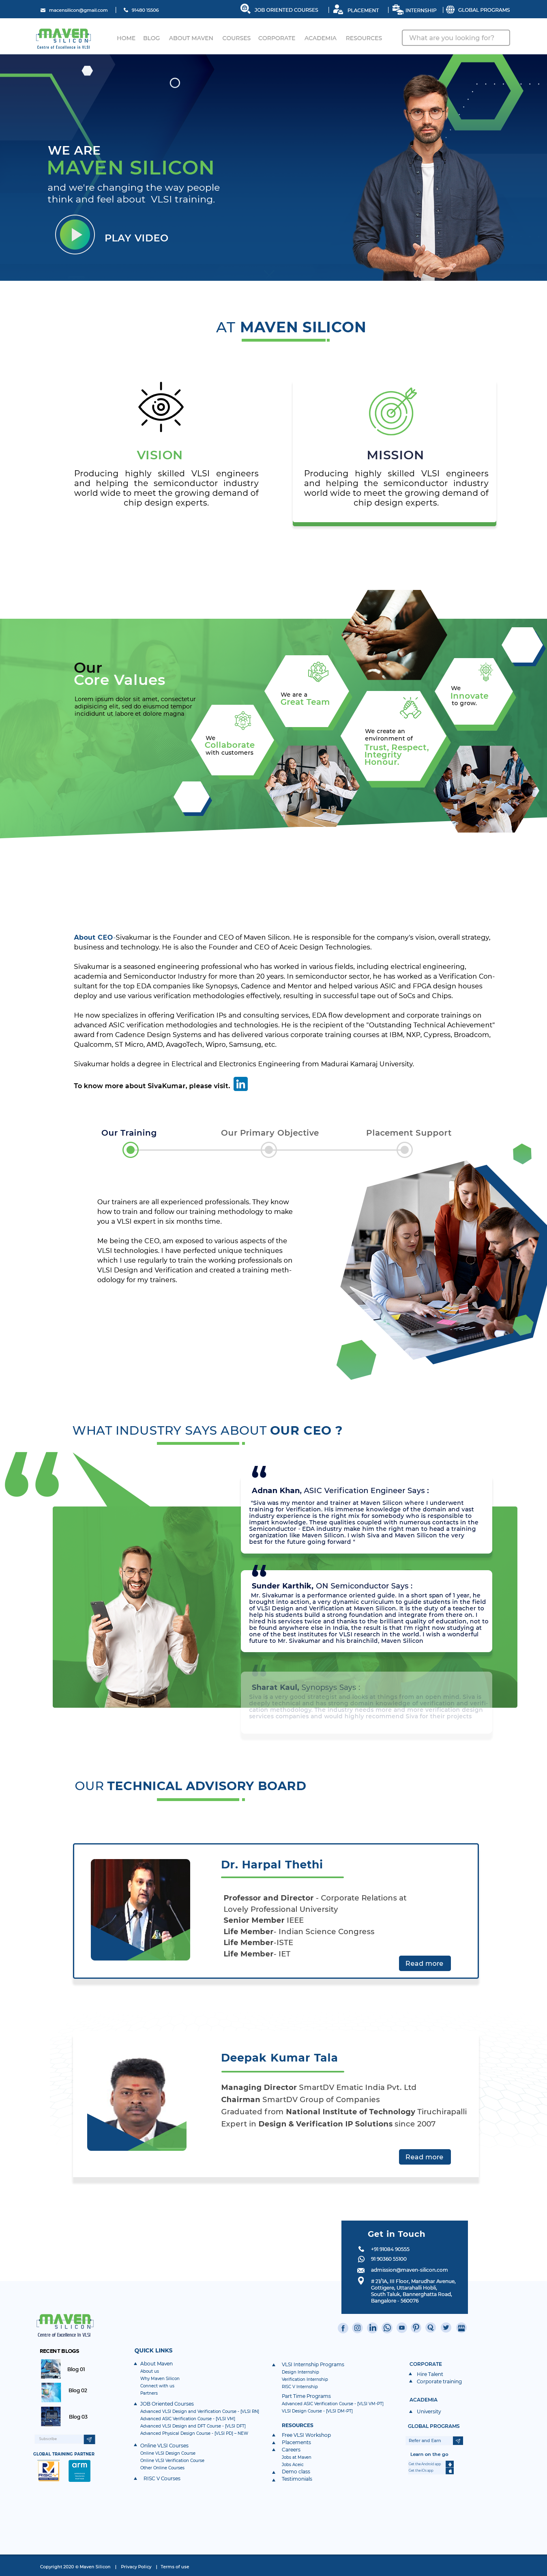 macensilicon@gmail.com | 91480 15506 JOB ORIENTED COURSES | PLACEMENT | INTERNSHIP | GLOBAL PROGRAMS
MAVEN
SILICON
Centre of Excellence in VLSI
HOME BLOG ABOUT MAVEN COURSES CORPORATE ACADEMIA RESOURCES
What are you looking for?
WE ARE
MAVEN SILICON
and we're changing the way people
think and feel about VLSI training.
PLAY VIDEO
AT MAVEN SILICON
VISION
Producing highly skilled VLSI engineers
and helping the semiconductor industry
world wide to meet the growing demand of
chip design experts.
MISSION
Producing highly skilled VLSI engineers
and helping the semiconductor industry
world wide to meet the growing demand of
chip design experts.
Our
Core Values
Lorem ipsum dolor sit amet, consectetur
adipisicing elit, sed do eiusmod tempor
incididunt ut labore et dolore magna
We
Collaborate
with customers
We are a
Great Team
We create an
environment of
Trust, Respect,
Integrity
Honour.
We
Innovate
to grow.
About CEO-Sivakumar is the Founder and CEO of Maven Silicon. He is responsible for the company's vision, overall strategy,
business and technology. He is also the Founder and CEO of Aceic Design Technologies.
Sivakumar is a seasoned engineering professional who worked in various fields, including electrical engineering,
academia and Semiconductor Industry for more than 20 years. In semiconductor sector, he has worked as a Verification Con-
sultant for the top EDA companies like Synopsys, Cadence and Mentor and helped various ASIC and FPGA design houses
deploy and use various verification methodologies effectively, resulting in successful tape out of SoCs and Chips.
He now specializes in offering Verification IPs and consulting services, EDA flow development and corporate trainings on
advanced ASIC verification methodologies and technologies. He is the recipient of the "Outstanding Technical Achievement"
award from Cadence Design Systems and has delivered various corporate training courses at IBM, NXP, Cypress, Broadcom,
Qualcomm, ST Micro, AMD, AvagoTech, Wipro, Samsung, etc.
Sivakumar holds a degree in Electrical and Electronics Engineering from Madurai Kamaraj University.
To know more about SivaKumar, please visit. in
Our Training Our Primary Objective Placement Support
Our trainers are all experienced professionals. They know
how to train and follow our training methodology to make
you a VLSI expert in six months time.
Me being the CEO, am exposed to various aspects of the
VLSI technologies. I have perfected unique techniques
which I use regularly to train the working professionals on
VLSI Design and Verification and created a training meth-
odology for my trainers.
WHAT INDUSTRY SAYS ABOUT OUR CEO ?
Adnan Khan, ASIC Verification Engineer Says :
"Siva was my mentor and trainer at Maven Silicon where I underwent
training for Verification. His immense knowledge of the domain and vast
industry experience is the right mix for somebody who is responsible to
impart knowledge. These qualities coupled with numerous contacts in the
Semiconductor - EDA industry make him the right man to head a training
organization like Maven Silicon. I wish Siva and Maven Silicon the very
best for the future going forward "
Sunder Karthik, ON Semiconductor Says :
Mr. Sivakumar is a performance oriented guide. In a short span of 1 year, he
brought into action, a very dynamic curriculum to guide students in the field
of VLSI Design and Verification at Maven Silicon. It is the duty of a teacher to
help his students build a strong foundation and integrate them on. I
hired his services twice and thanks to the brilliant quality of education, not to
be found anywhere else in India, the result is that I'm right now studying at
one of the best institutes for VLSI research in the world. I wish a wonderful
future to Mr. Sivakumar and his brainchild, Maven Silicon
Sharat Kaul, Synopsys Says :
Siva is a very good strategist and looks at things from an open mind. Siva is
deeply technical and has strong domain knowledge of verification and verifi-
cation methodology. The industry needs more and more verification design
services companies and would highly recommend Siva for their projects
OUR TECHNICAL ADVISORY BOARD
Dr. Harpal Thethi
Professor and Director - Corporate Relations at
Lovely Professional University
Senior Member IEEE
Life Member- Indian Science Congress
Life Member-ISTE
Life Member- IET
Read more
Deepak Kumar Tala
Managing Director SmartDV Ematic India Pvt. Ltd
Chairman SmartDV Group of Companies
Graduated from National Institute of Technology Tiruchirapalli
Expert in Design & Verification IP Solutions since 2007
Read more
Get in Touch
+91 91084 90555
91 90360 55100
admission@maven-silicon.com
# 21/1A, III Floor, Marudhar Avenue,
Gottigere, Uttarahalli Hobli,
South Taluk, Bannerghatta Road,
Bangalore - 560076
MAVEN
SILICON
Centre of Excellence in VLSI
RECENT BLOGS
Blog 01
Blog 02
Blog 03
Subscribe
GLOBAL TRAINING PARTNER
RISC
arm
QUICK LINKS
About Maven
About us
Why Maven Silicon
Connect with us
Partners
JOB Oriented Courses
Advanced VLSI Design and Verification Course - [VLSI RN]
Advanced ASIC Verification Course - [VLSI VM]
Advanced VLSI Design and DFT Course - [VLSI DFT]
Advanced Physical Design Course - [VLSI PD] – NEW
Online VLSI Courses
Online VLSI Design Course
Online VLSI Verification Course
Other Online Courses
RISC V Courses
VLSI Internship Programs
Design Internship
Verification Internship
RISC V Internship
Part Time Programs
Advanced ASIC Verification Course - [VLSI VM-PT]
VLSI Design Course - [VLSI DM-PT]
RESOURCES
Free VLSI Workshop
Placements
Careers
Jobs at Maven
Jobs Aceic
Demo class
Testimonials
CORPORATE
Hire Talent
Corporate training
ACADEMIA
University
GLOBAL PROGRAMS
Refer and Earn
Learn on the go
Get the Android app
Get the iOs app
Copyright 2020 © Maven Silicon | Privacy Policy | Terms of use